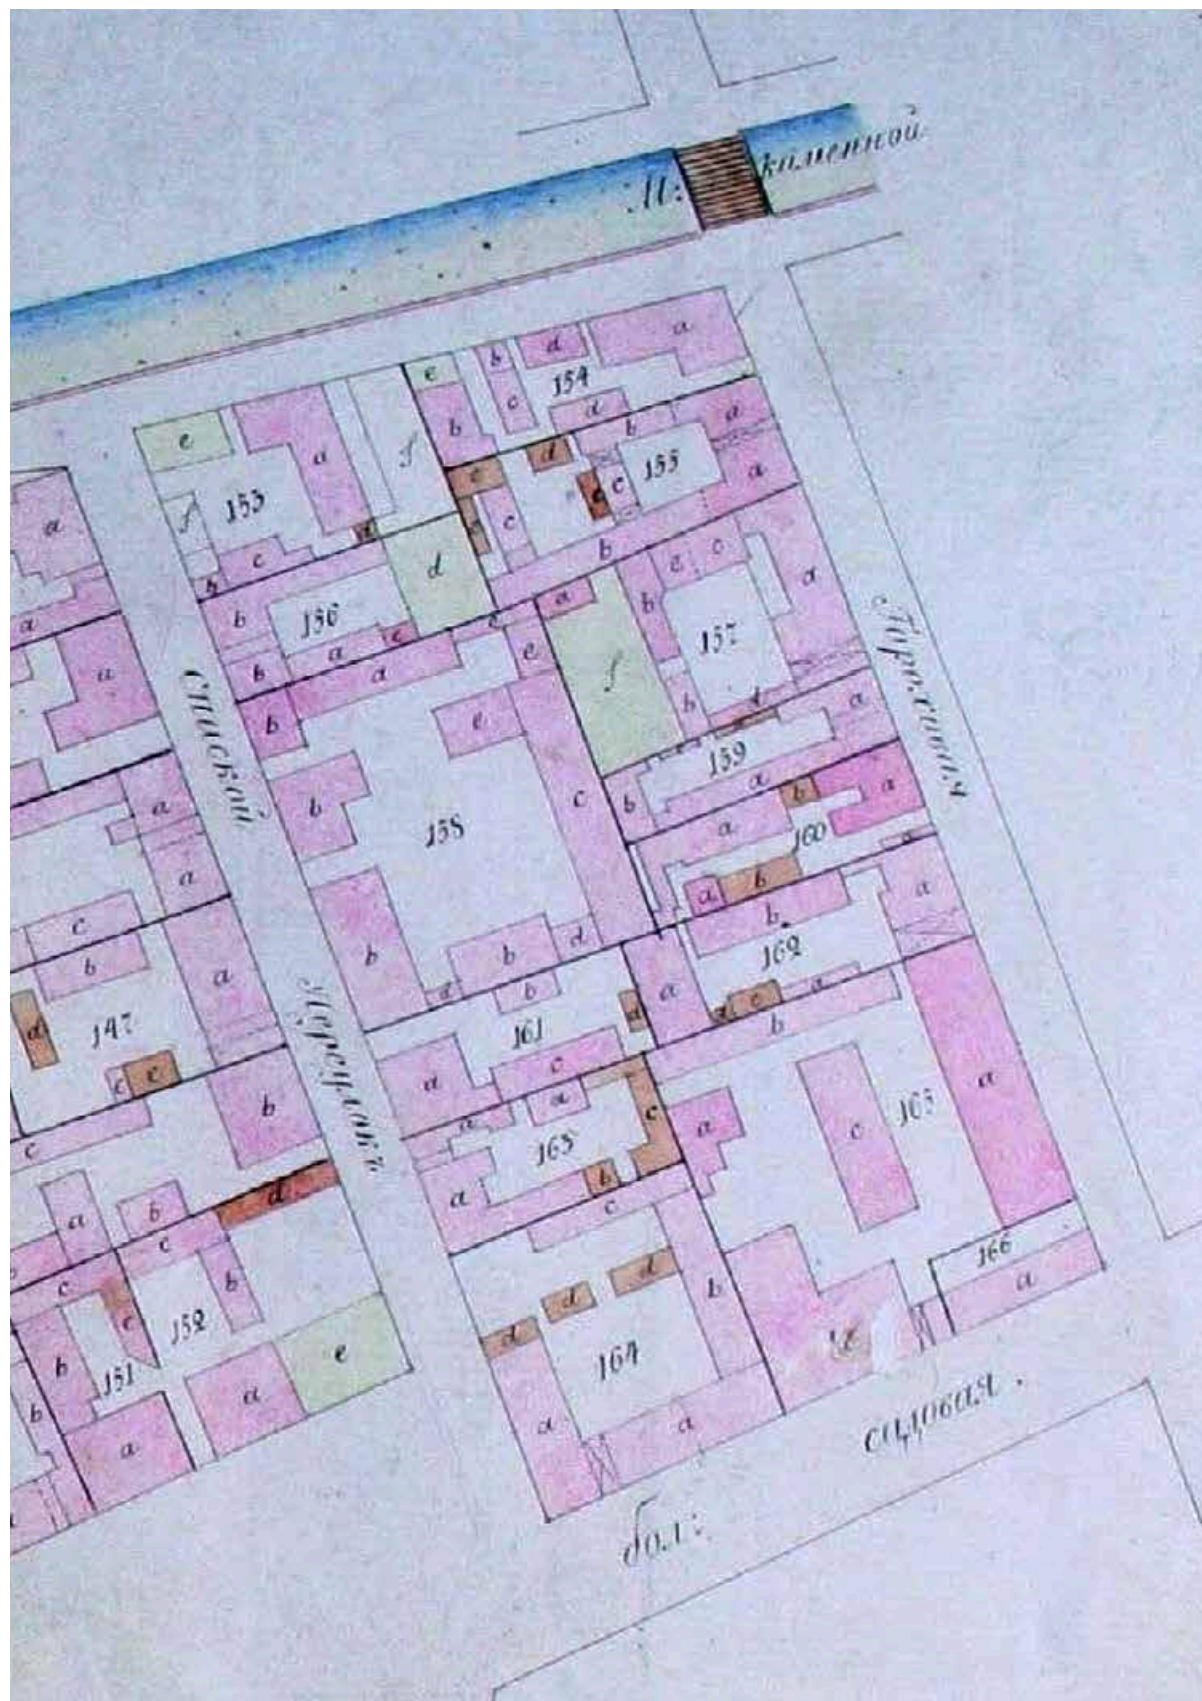 М: каменной
e a f e b b c d a a 154
f 153 c b a
c b d c c c b a a 155
b 156 a c b d
b a b b 158 e c e b d d b
a f b e c 157 a b d
a 159 b a
a b 160 a a b a
b 162 a a d c a
b 161 d a c
a a 163 c b a c
b a c 165 a
166 a
d d d 164 b a a
a a a a a
c b 147 d c e a
b c a b c d
c b c 152 b e a
b 151 a b
Спаской
Переулокъ
Гороховая
бол: садовая.